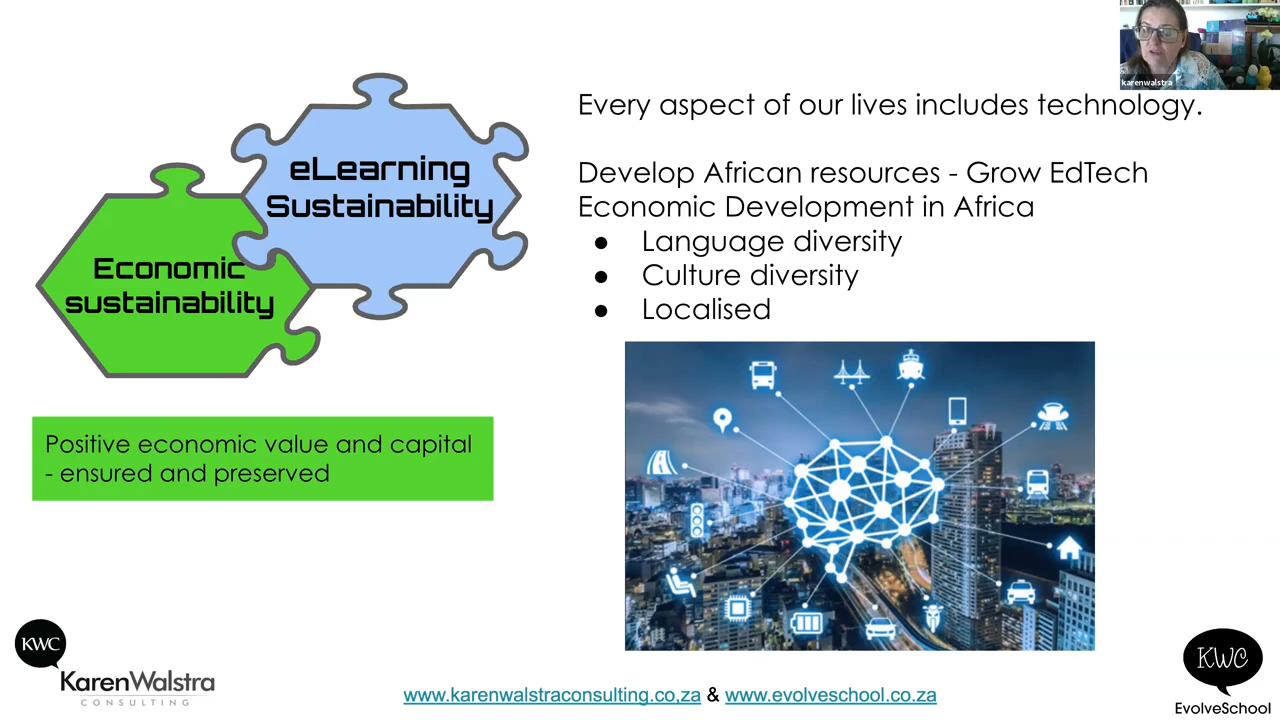 karenwalstra
eLearning
Sustainability
Economic
sustainability
Every aspect of our lives includes technology.
Develop African resources - Grow EdTech
Economic Development in Africa
● Language diversity
● Culture diversity
● Localised
Positive economic value and capital
- ensured and preserved
KWC
KarenWalstra
CONSULTING
www.karenwalstraconsulting.co,za & www.evolveschool.co.za
KWC
EvolveSchool